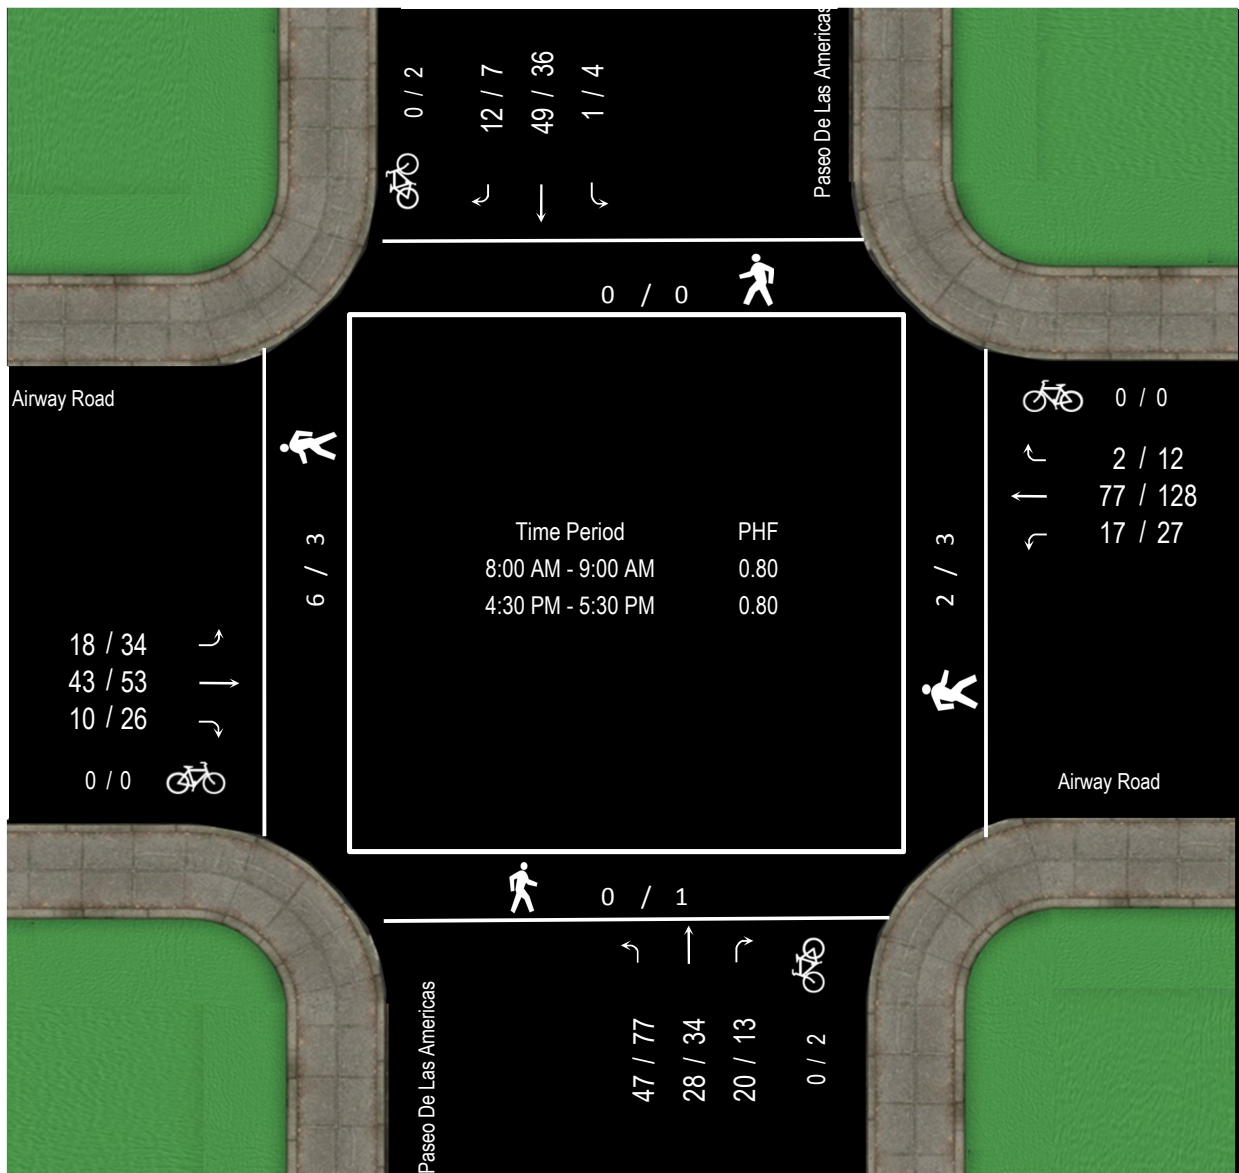 0 / 2
12 / 7
49 / 36
1 / 4
Paseo De Las Americas
0 / 0
Airway Road
0 / 0
2 / 12
77 / 128
17 / 27
6 / 3
Time Period PHF
8:00 AM - 9:00 AM 0.80
4:30 PM - 5:30 PM 0.80
2 / 3
18 / 34
43 / 53
10 / 26
0 / 0
Airway Road
0 / 1
Paseo De Las Americas
47 / 77
28 / 34
20 / 13
0 / 2